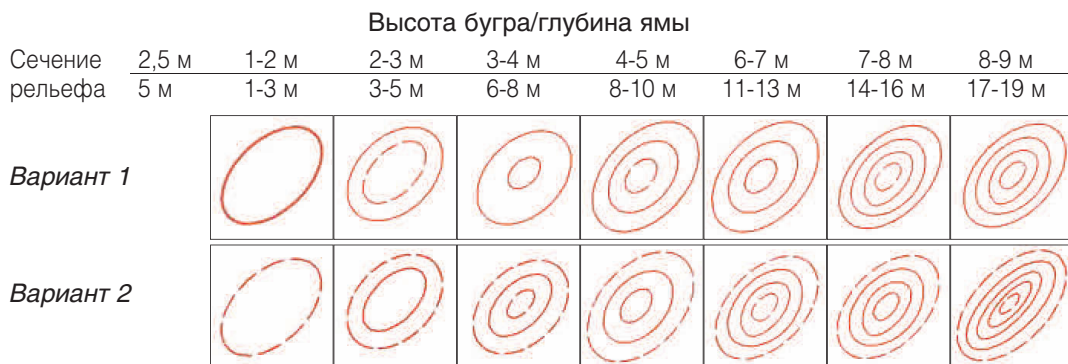 Высота бугра/глубина ямы
Сечение 2,5 м 1-2 м 2-3 м 3-4 м 4-5 м 6-7 м 7-8 м 8-9 м
рельефа 5 м 1-3 м 3-5 м 6-8 м 8-10 м 11-13 м 14-16 м 17-19 м
Вариант 1
Вариант 2